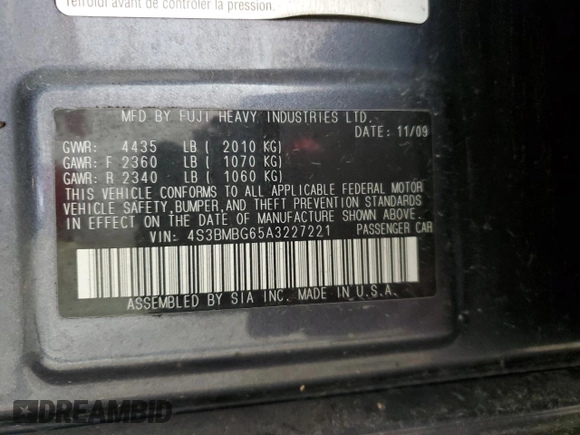 refroidi avant de contrôler la pression.
MFD BY FUJI HEAVY INDUSTRIES LTD.
DATE: 11/09
GVWR: 4435 LB ( 2010 KG)
GAWR: F 2360 LB ( 1070 KG)
GAWR: R 2340 LB ( 1060 KG)
THIS VEHICLE CONFORMS TO ALL APPLICABLE FEDERAL MOTOR
VEHICLE SAFETY, BUMPER, AND THEFT PREVENTION STANDARDS
IN EFFECT ON THE DATE OF MANUFACTURE SHOWN ABOVE.
VIN: 4S3BMBG65A3227221 PASSENGER CAR
ASSEMBLED BY SIA INC. MADE IN U.S.A.
DREAMBID